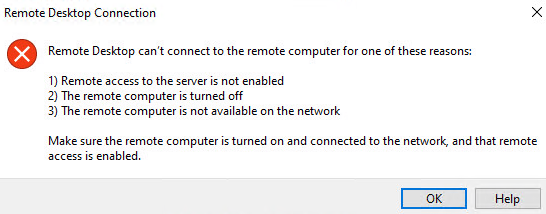 Remote Desktop Connection
Remote Desktop can't connect to the remote computer for one of these reasons:
1) Remote access to the server is not enabled
2) The remote computer is turned off
3) The remote computer is not available on the network
Make sure the remote computer is turned on and connected to the network, and that remote
access is enabled.
OK Help